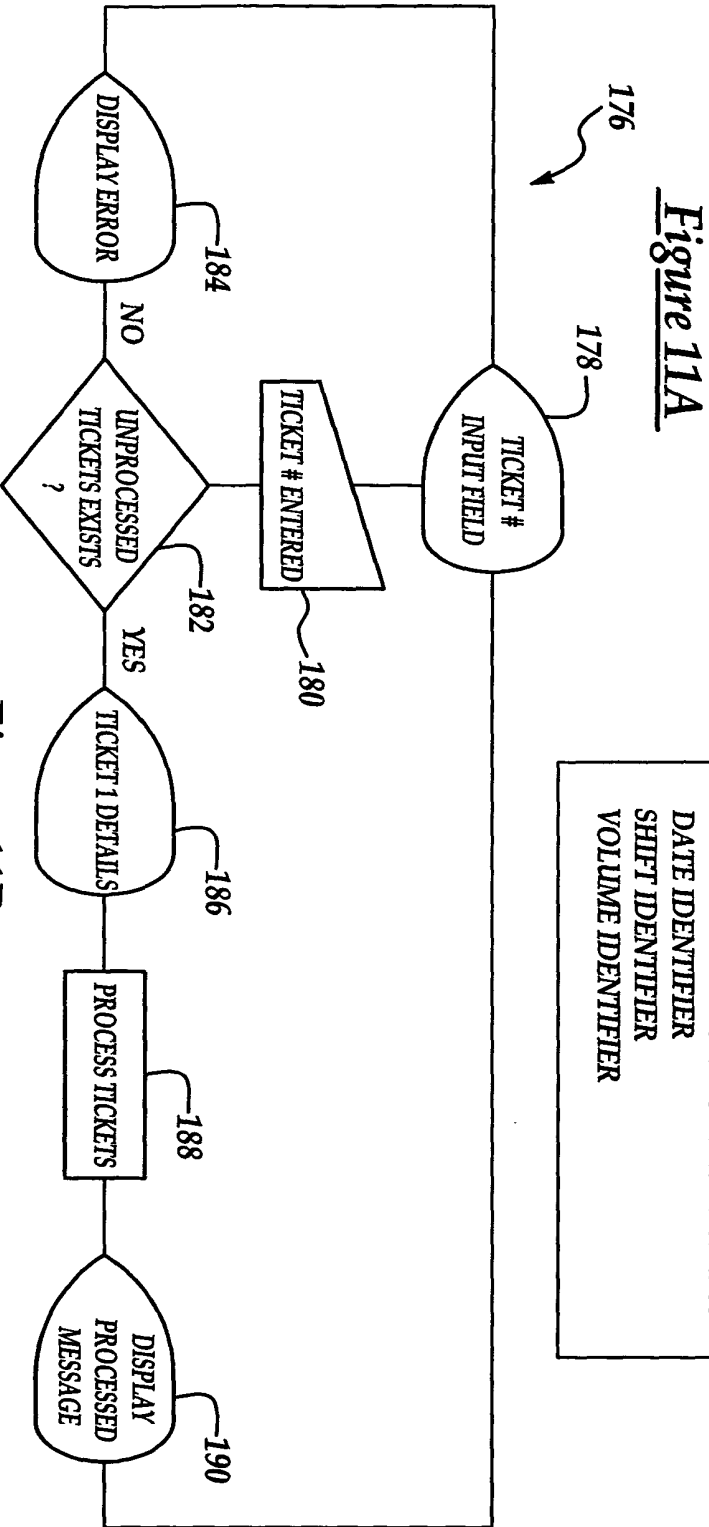 DATE IDENTIFIER
SHIFT IDENTIFIER
VOLUME IDENTIFIER
Figure 11A
176
178
TICKET #
INPUT FIELD
TICKET # ENTERED
180
184
182
186
188
190
DISPLAY ERROR
NO
UNPROCESSED
TICKETS EXISTS
?
YES
TICKET 1 DETAILS
PROCESS TICKETS
DISPLAY
PROCESSED
MESSAGE